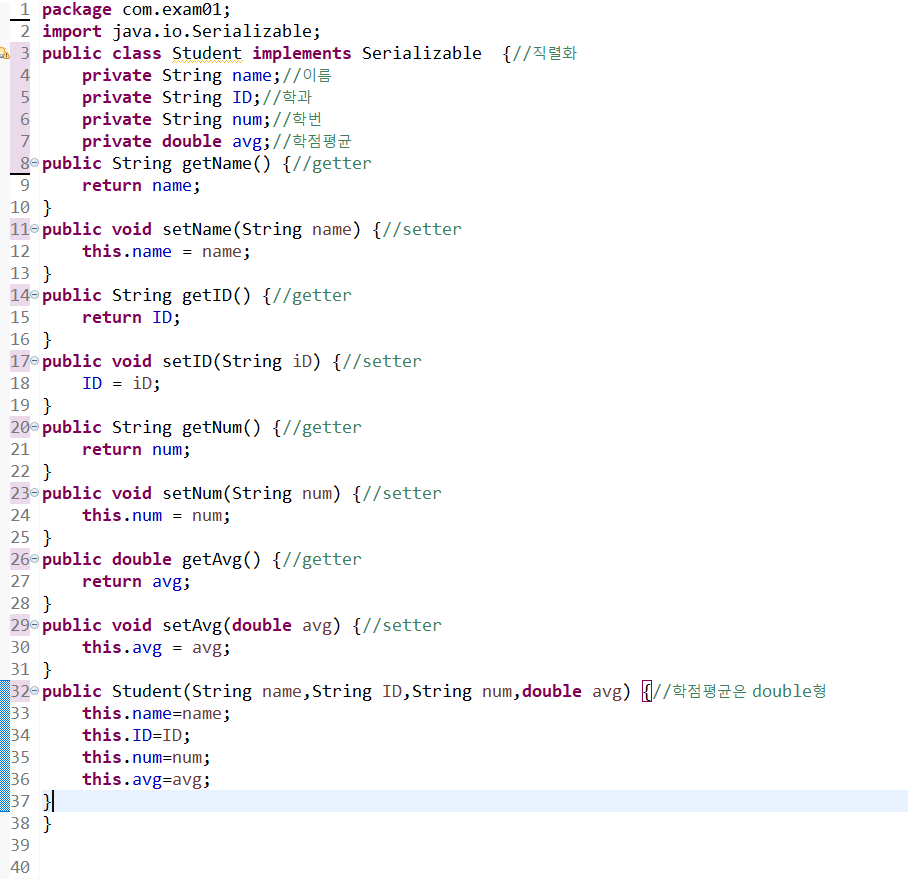 1 package com.exam01;
2 import java.io.Serializable;
3 public class Student implements Serializable  {//직렬화
4     private String name;//이름
5     private String ID;//학과
6     private String num;//학번
7     private double avg;//학점평균
8 public String getName() {//getter
9     return name;
10 }
11 public void setName(String name) {//setter
12     this.name = name;
13 }
14 public String getID() {//getter
15     return ID;
16 }
17 public void setID(String iD) {//setter
18     ID = iD;
19 }
20 public String getNum() {//getter
21     return num;
22 }
23 public void setNum(String num) {//setter
24     this.num = num;
25 }
26 public double getAvg() {//getter
27     return avg;
28 }
29 public void setAvg(double avg) {//setter
30     this.avg = avg;
31 }
32 public Student(String name,String ID,String num,double avg) {//학점평균은 double형
33     this.name=name;
34     this.ID=ID;
35     this.num=num;
36     this.avg=avg;
37 }
38 }
39
40